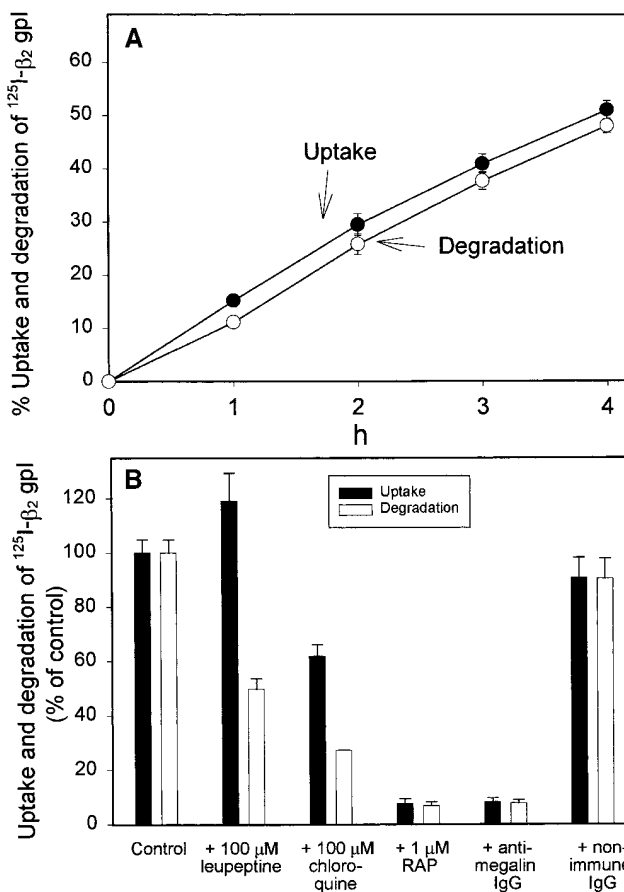 A
% Uptake and degradation of ¹²⁵I-β₂ gpI
60
50
40
30
20
10
0
Uptake
Degradation
0 1 2 3 4
h
B
Uptake and degradation of ¹²⁵I-β₂ gpI
(% of control)
120
100
80
60
40
20
0
Uptake
Degradation
Control
+ 100 μM
leupeptine
+ 100 μM
chloro-
quine
+ 1 μM
RAP
+ anti-
megalin
IgG
+ non-
immune
IgG